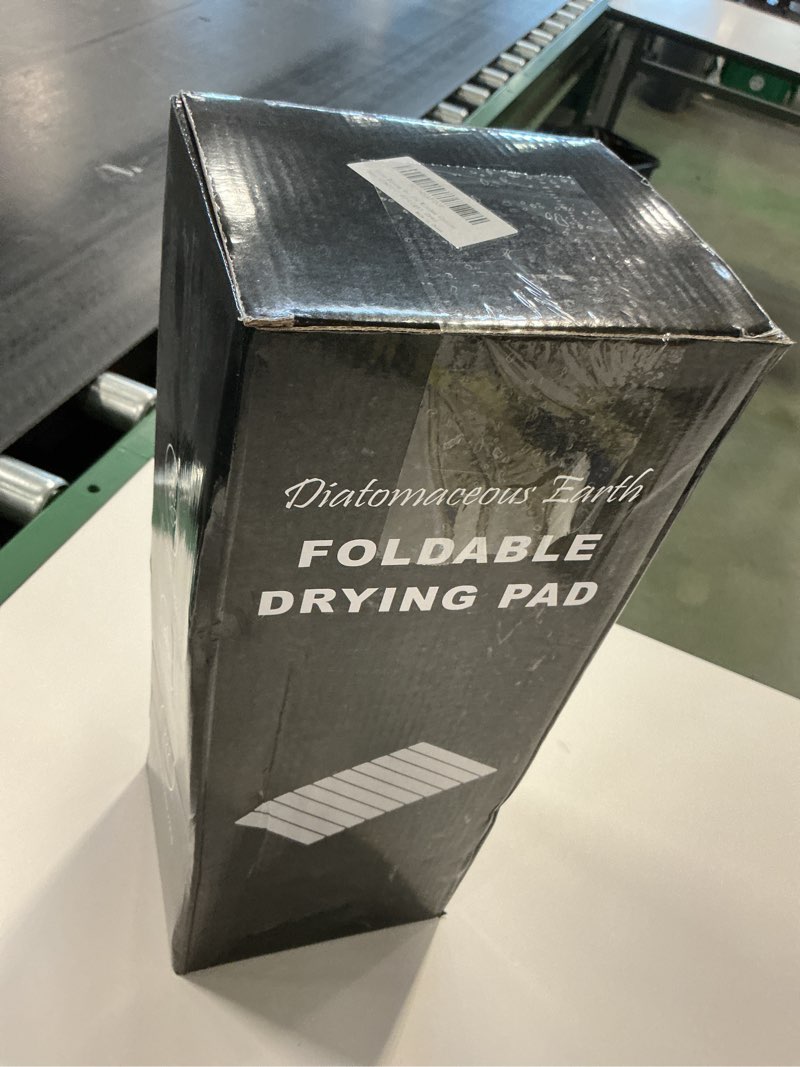 Diatomaceous Earth
FOLDABLE
DRYING PAD